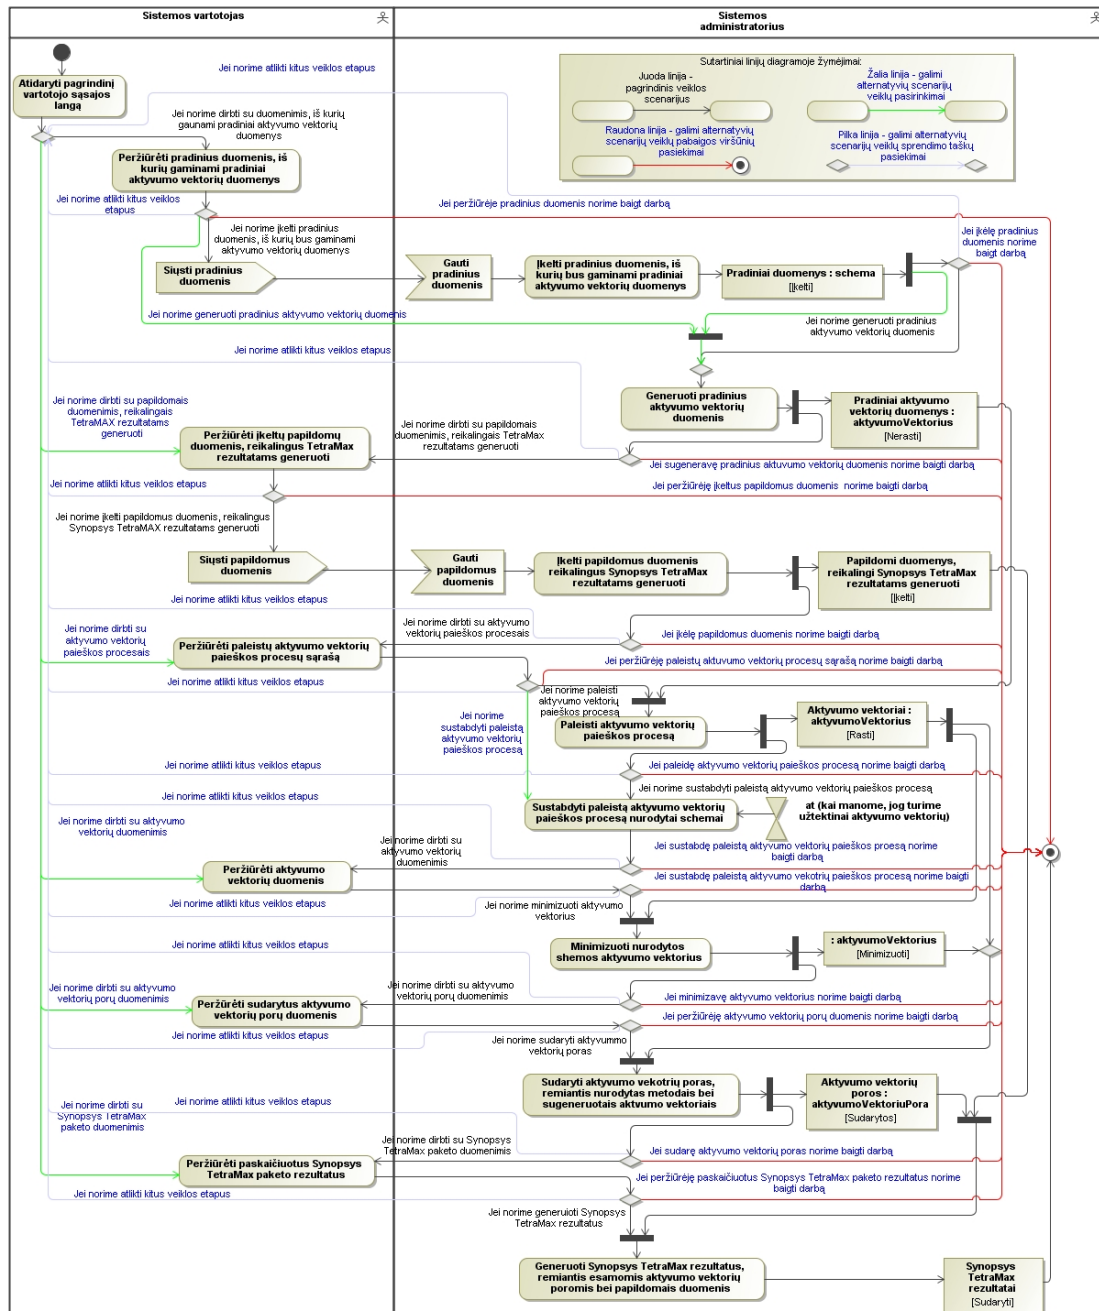 Sistemos vartotojas
Sistemos
administratorius
Atidaryti pagrindinį
vartotojo sąsajos
langą
Jei norime atlikti kitus veiklos etapus
Sutartiniai linijų diagramoje žymėjimai:
Juoda linija -
pagrindinis veiklos
scenarijus
Žalia linija - galimi
alternatyvių scenarijų
veiklų pasirinkimai
Raudona linija - galimi alternatyvių
scenarijų veiklų pabaigos viršūnių
pasiekimai
Pilka linija - galimi alternatyvių
scenarijų veiklų sprendimo taškų
pasiekimai
Jei norime dirbti su duomenimis, iš kurių
gaunami pradiniai aktyvumo vektorių
duomenys
Peržiūrėti pradinius duomenis, iš
kurių gaminami pradiniai
aktyvumo vektorių duomenys
Jei norime atlikti kitus veiklos
etapus
Jei peržiūrėje pradinius duomenis norime baigt darbą
Jei norime įkelti pradinius
duomenis, iš kurių bus gaminami
aktyvumo vektorių duomenys
Jei įkėlę pradinius
duomenis norime
baigt darbą
Siųsti pradinius
duomenis
Gauti
pradinius
duomenis
Įkelti pradinius duomenis, iš
kurių bus gaminami pradiniai
aktyvumo vektorių duomenys
Pradiniai duomenys : schema
[Įkelti]
Jei norime generuoti pradinius aktyvumo vektorių duomenis
Jei norime generuoti pradinius
aktyvumo vektorių duomenis
Jei norime atlikti kitus veiklos etapus
Generuoti pradinius
aktyvumo vektorių
duomenis
Pradiniai aktyvumo
vektorių duomenys :
aktyvumoVektorius
[Nerasti]
Jei norime dirbti su papildomais
duomenimis, reikalingais
TetraMAX rezultatams
generuoti
Peržiūrėti įkeltų papildomų
duomenis, reikalingus TetraMax
rezultatams generuoti
Jei norime dirbti su papildomais
duomenimis, reikalingais TetraMax
rezultatams generuoti
Jei sugeneravę pradinius aktuvumo vektorių duomenis norime baigti darbą
Jei norime atlikti kitus veiklos etapus
Jei peržiūrėję įkeltus papildomus duomenis norime baigt darbą
Jei norime įkelti papildomus duomenis, reikalingus
Synopsys TetraMAX rezultatams generuoti
Siųsti papildomus
duomenis
Gauti
papildomus
duomenis
Įkelti papildomus duomenis
reikalingus Synopsys TetraMax
rezultatams generuoti
Papildomi duomenys,
reikalingi Synopsys TetraMax
rezultatams generuoti
[Įkelti]
Jei norime atlikti kitus veiklos etapus
Jei norime dirbti su
aktyvumo vektorių
paieškos procesais
Peržiūrėti paleistų aktyvumo vektorių
paieškos procesų sąrašą
Jei norime dirbti su aktyvumo
vektorių paieškos procesais
Jei įkėlę papildomus duomenis norime baigti darbą
Jei peržiūrėję paleistų aktuvumo vektorių procesų sąrašą norime baigti darbą
Jei norime atlikti kitus veiklos etapus
Jei norime paleisti
aktyvumo vektorių
paieškos procesą
Jei norime
sustabdyti paleistą
aktyvumo vektorių
paieškos procesą
Paleisti aktyvumo vektorių
paieškos procesą
Aktyvumo vektoriai :
aktyvumoVektorius
[Rasti]
Jei norime atlikti kitus veiklos etapus
Jei paleidę aktyvumo vektorių paieškos procesą norime baigti darbą
Jei norime sustabdyti paleistą aktyvumo vektorių paieškos procesą
Jei norime atlikti kitus veiklos etapus
Sustabdyti paleistą aktyvumo vektorių
paieškos procesą nurodytai schemai
at (kai manome, jog turime
užtektinai aktyvumo vektorių)
Jei norime dirbti su aktyvumo
vektorių duomenimis
Jei norime dirbti su
aktyvumo vektorių
duomenimis
Jei sustabdę paleistą aktyvumo vektorių paieškos proesą norime
baigti darbą
Peržiūrėti aktyvumo
vektorių duomenis
Jei sustabdę paleistą aktyvumo vekotrių paieškos procesą norime baigti
darbą
Jei norime atlikti kitus veiklos etapus
Jei norime minimizuoti aktyvumo
vektorius
Jei norime atlikti kitus veiklos etapus
Minimizuoti nurodytos
shemos aktyvumo vektorius
: aktyvumoVektorius
[Minimizuoti]
Jei norime dirbti su aktyvumo
vektorių porų duomenimis
Peržūrėti sudarytus aktyvumo
vektorių porų duomenis
Jei norime dirbti su aktyvumo
vektorių porų duomenimis
Jei minimizavę aktyvumo vektorius norime baigti darbą
Jei peržiūrėję aktyvumo vektorių porų duomenis norime baigti darbą
Jei norime atlikti kitus veiklos etapus
Jei norime sudaryti aktyvummo
vektorių poras
Sudaryti aktyvumo vekotrių poras,
remiantis nurodytas metodais bei
sugeneruotais aktvumo vektoriais
Aktyvumo vektorių
poros :
aktyvumoVektoriuPora
[Sudarytos]
Jei norime atlikti kitus veiklos etapus
Jei norime dirbti su
Synopsys TetraMax
paketo duomenimis
Jei norime dirbti su Synopsys
TetraMax paketo duomenimis
Jei sudarę aktyvumo vektorių poras norime baigti darbą
Peržiūrėti paskaičiuotus Synopsys
TetraMax paketo rezultatus
Jei peržiūrėję paskaičiuotus Synopsys TetraMax paketo rezultatus norime
baigti darbą
Jei norime atlikti kitus veiklos etapus
Jei norime generuioti Synopsys
TetraMax rezultatus
Generuoti Synopsys TetraMax rezultatus,
remiantis esamomis aktyvumo vektorių
poromis bei papildomais duomenis
Synopsys
TetraMax
rezultatai
[Sudaryti]